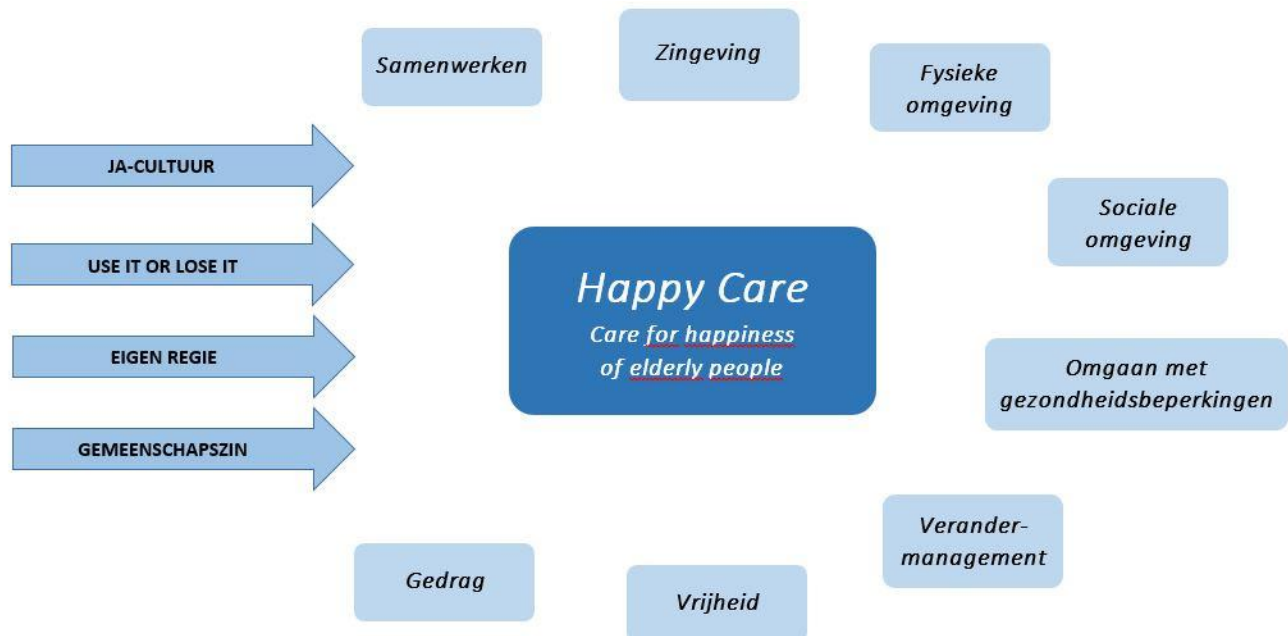 Samenwerken
Zingeving
Fysieke
omgeving
JA-CULTUUR
USE IT OR LOSE IT
EIGEN REGIE
GEMEENSCHAPSZIN
Happy Care
Care for happiness
of elderly people
Sociale
omgeving
Omgaan met
gezondheidsbeperkingen
Verander-
management
Vrijheid
Gedrag